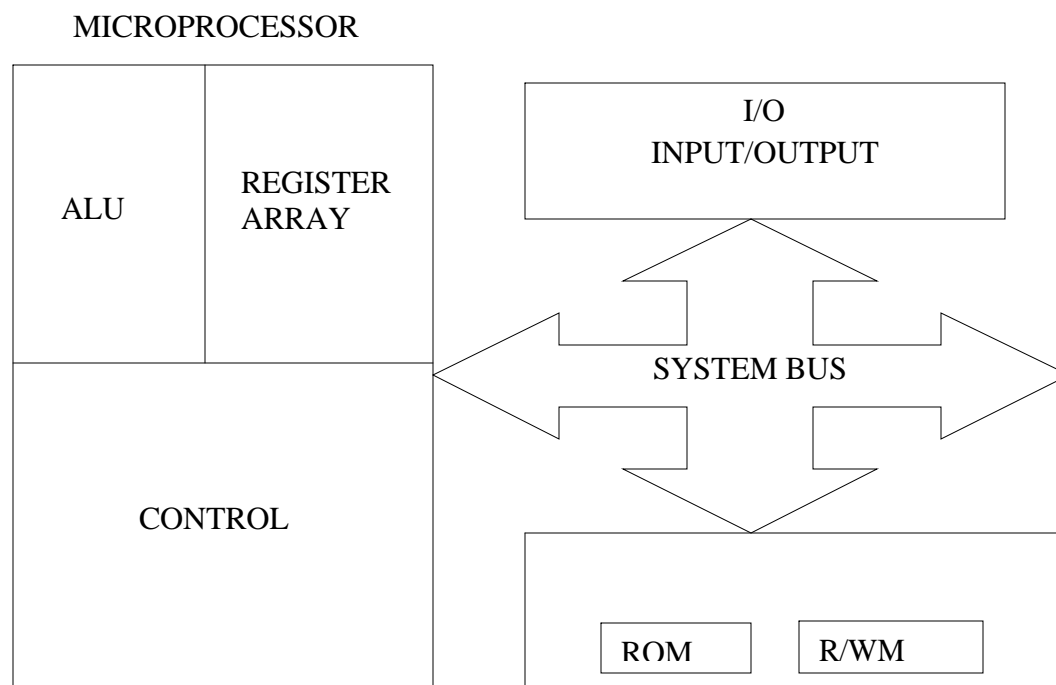 MICROPROCESSOR
ALU
REGISTER
ARRAY
CONTROL
I/O
INPUT/OUTPUT
SYSTEM BUS
ROM
R/WM